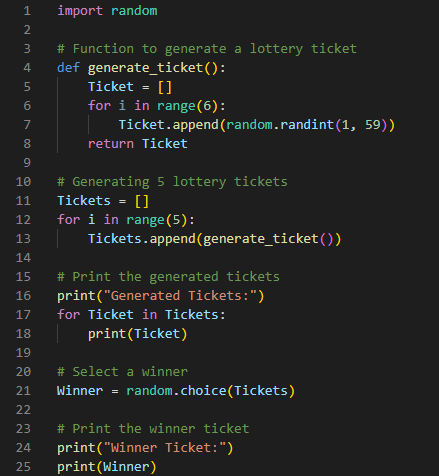 1 import random
2
3 # Function to generate a lottery ticket
4 def generate_ticket():
5     Ticket = []
6     for i in range(6):
7         Ticket.append(random.randint(1, 59))
8     return Ticket
9
10 # Generating 5 lottery tickets
11 Tickets = []
12 for i in range(5):
13     Tickets.append(generate_ticket())
14
15 # Print the generated tickets
16 print("Generated Tickets:")
17 for Ticket in Tickets:
18     print(Ticket)
19
20 # Select a winner
21 Winner = random.choice(Tickets)
22
23 # Print the winner ticket
24 print("Winner Ticket:")
25 print(Winner)